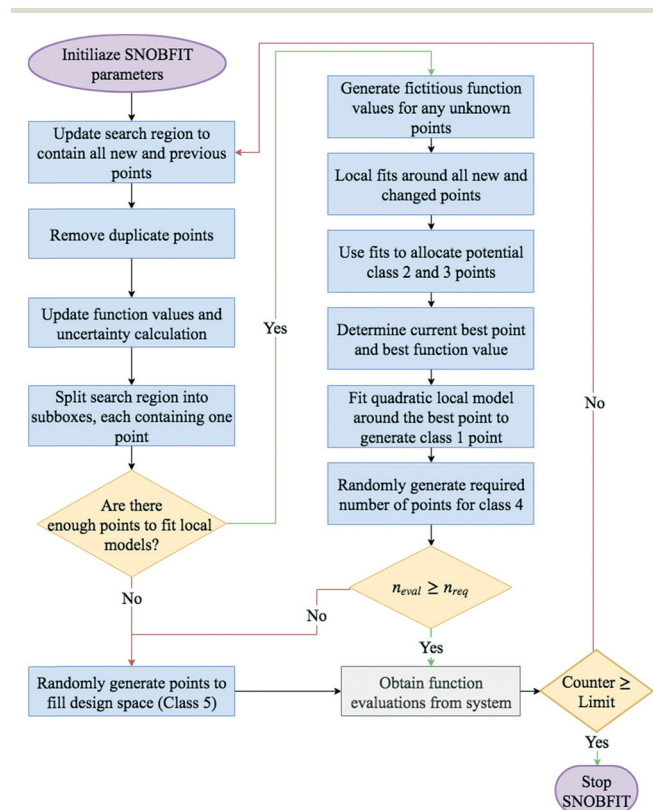 Initiliaze SNOBFIT
parameters
Update search region to
contain all new and previous
points
Remove duplicate points
Update function values and
uncertainty calculation
Split search region into
subboxes, each containing one
point
Are there
enough points to fit local
models?
Yes
No
Generate fictitious function
values for any unknown
points
Local fits around all new and
changed points
Use fits to allocate potential
class 2 and 3 points
Determine current best point
and best function value
Fit quadratic local model
around the best point to
generate class 1 point
Randomly generate required
number of points for class 4
n_eval ≥ n_req
No
Yes
Randomly generate points to
fill design space (Class 5)
Obtain function
evaluations from system
Counter ≥
Limit
No
Yes
Stop
SNOBFIT